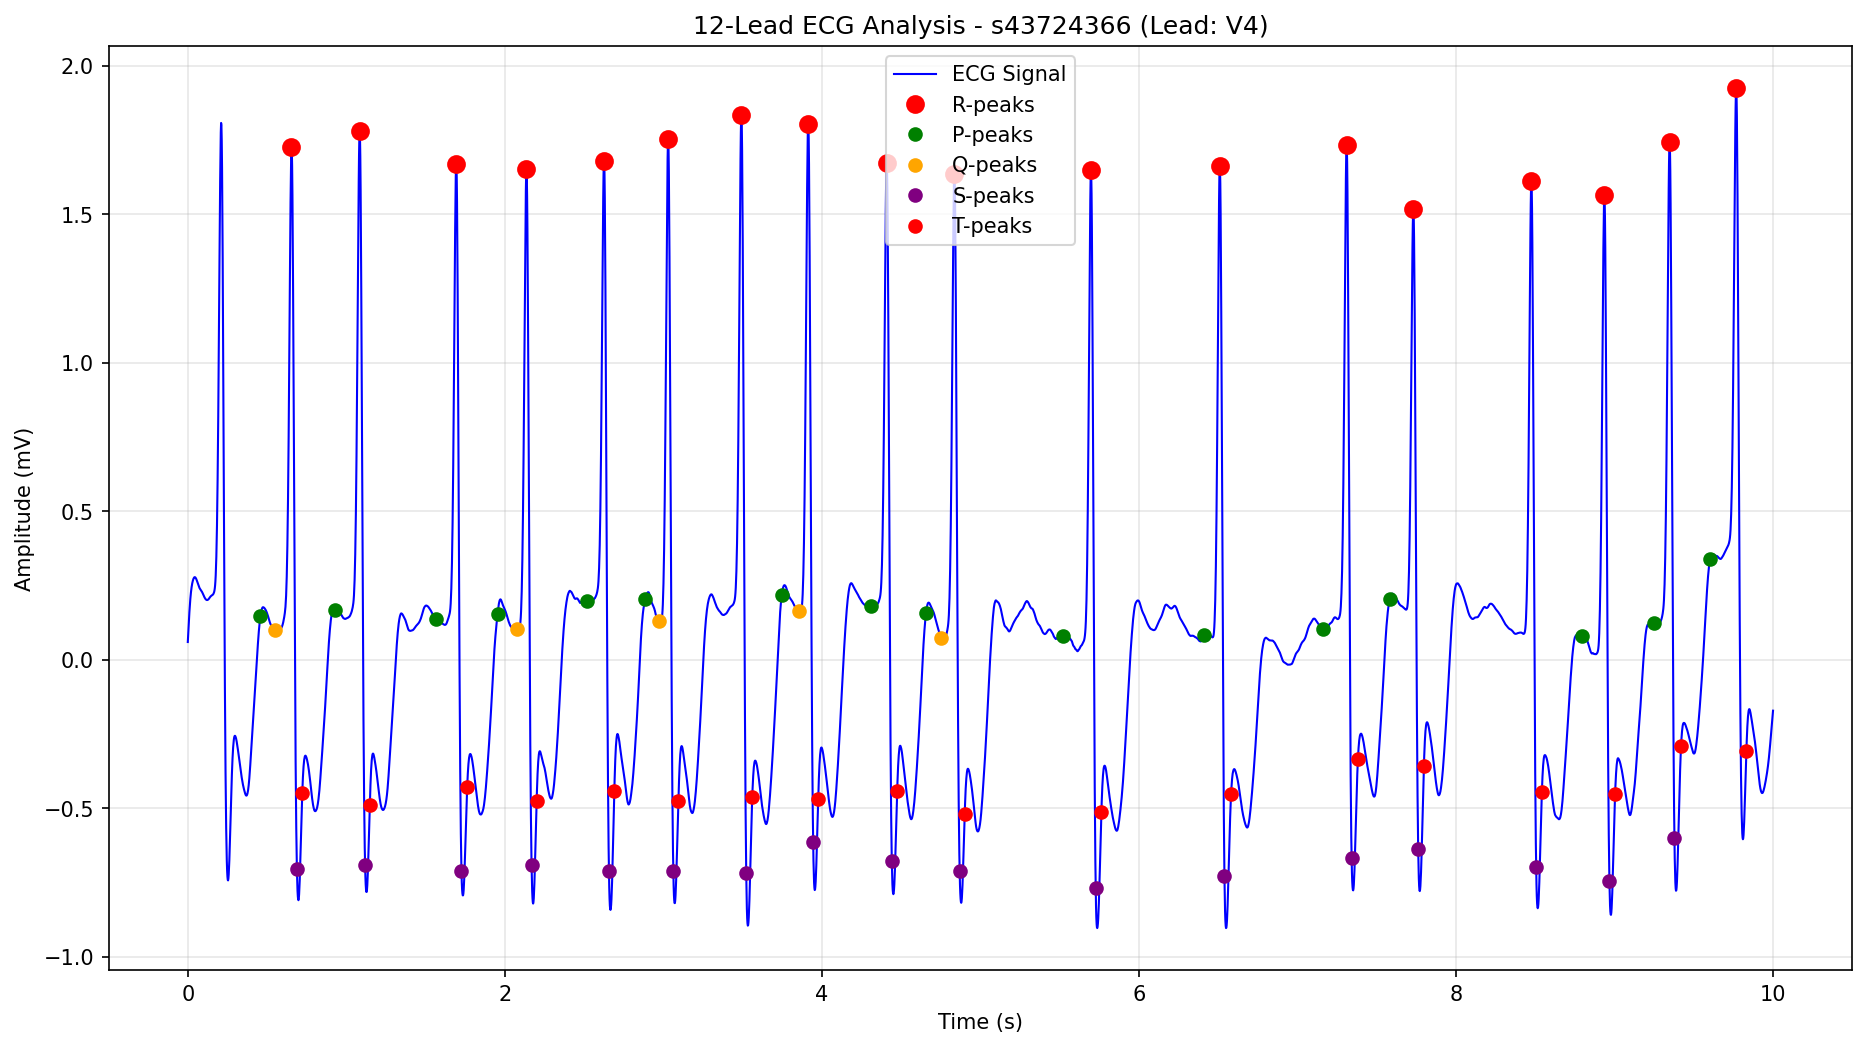 12-Lead ECG Analysis - s43724366 (Lead: V4)
ECG Signal
R-peaks
P-peaks
Q-peaks
S-peaks
T-peaks
Amplitude (mV)
2.0
1.5
1.0
0.5
0.0
−0.5
−1.0
0 2 4 6 8 10
Time (s)